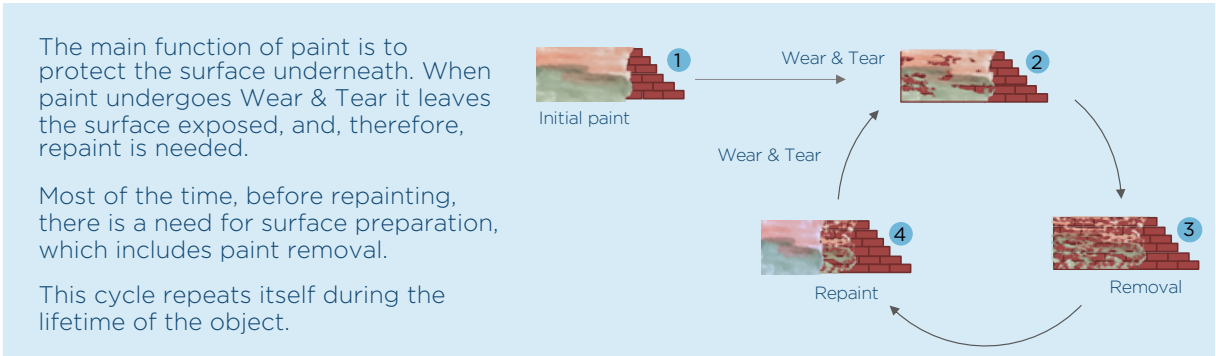 The main function of paint is to
protect the surface underneath. When
paint undergoes Wear & Tear it leaves
the surface exposed, and, therefore,
repaint is needed.
Most of the time, before repainting,
there is a need for surface preparation,
which includes paint removal.
This cycle repeats itself during the
lifetime of the object.
1
Initial paint
Wear & Tear
2
Wear & Tear
3
Removal
4
Repaint